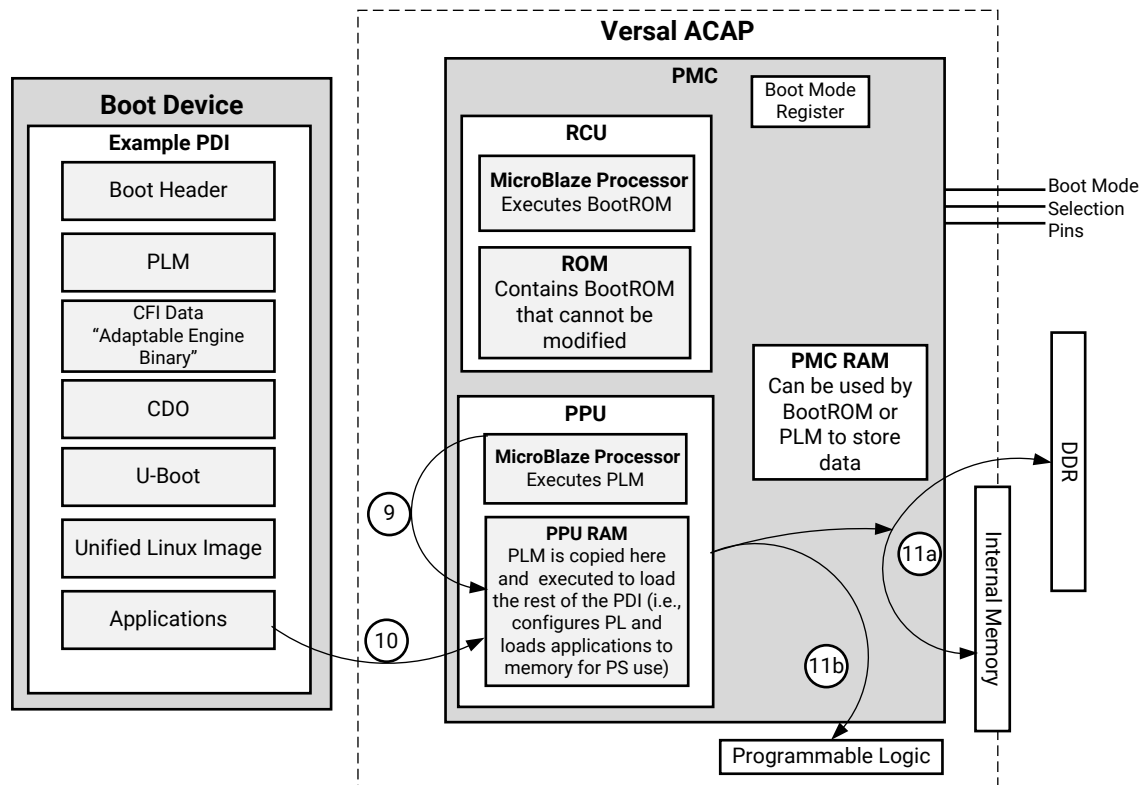 Versal ACAP
Boot Device
Example PDI
Boot Header
PLM
CFI Data
“Adaptable Engine
Binary”
CDO
U-Boot
Unified Linux Image
Applications
PMC
Boot Mode
Register
RCU
MicroBlaze Processor
Executes BootROM
ROM
Contains BootROM
that cannot be
modified
PMC RAM
Can be used by
BootROM or
PLM to store
data
PPU
MicroBlaze Processor
Executes PLM
PPU RAM
PLM is copied here
and executed to load
the rest of the PDI (i.e.,
configures PL and
loads applications to
memory for PS use)
9
10
11a
11b
Boot Mode
Selection
Pins
DDR
Internal Memory
Programmable Logic